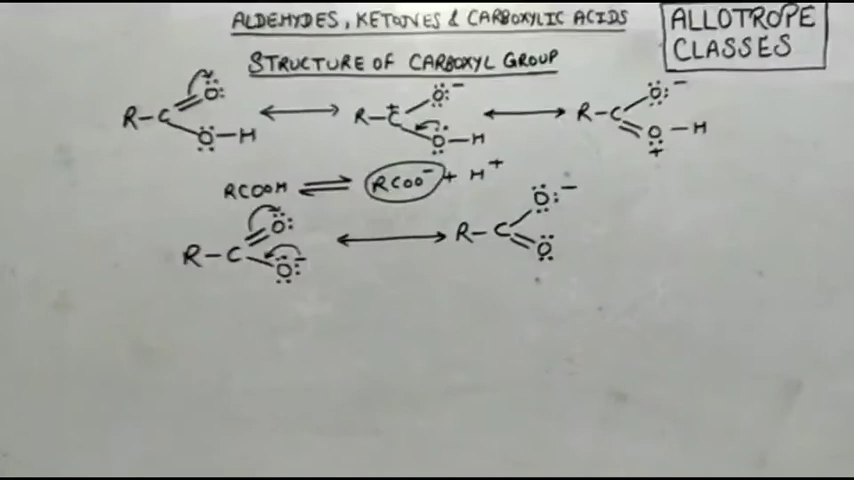 ALDEHYDES, KETONES & CARBOXYLIC ACIDS
ALLOTROPE
CLASSES
STRUCTURE OF CARBOXYL GROUP
R-C=O: O-H ⟷ R-C+ O:⁻ O-H ⟷ R-C O:⁻ =O-H +
RCOOH ⇌ RCOO⁻ + H⁺
R-C=O: O:⁻ ⟷ R-C O:⁻ =O